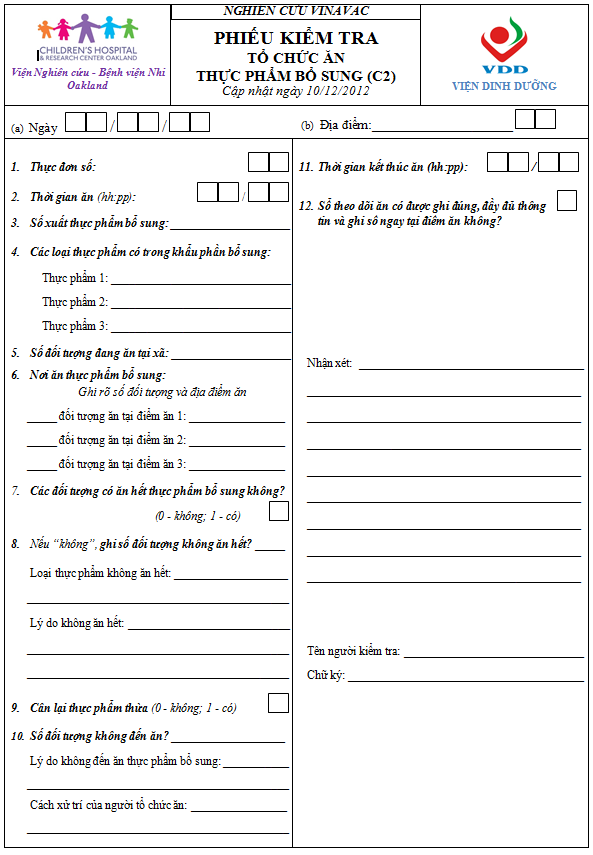 NGHIEN CỨU VINAVAC
CHILDREN'S HOSPITAL
& RESEARCH CENTER OAKLAND
Viện Nghiên cứu - Bệnh viện Nhi
Oakland
PHIẾU KIỂM TRA
TỔ CHỨC ĂN
THỰC PHẨM BỔ SUNG (C2)
Cập nhật ngày 10/12/2012
VDD
VIỆN DINH DƯỠNG
(a) Ngày / /
(b) Địa điểm:
1. Thực đơn số:
2. Thời gian ăn (hh:pp): /
3. Số xuất thực phẩm bổ sung:
4. Các loại thực phẩm có trong khẩu phần bổ sung:
Thực phẩm 1:
Thực phẩm 2:
Thực phẩm 3:
5. Số đối tượng đang ăn tại xã:
6. Nơi ăn thực phẩm bổ sung:
Ghi rõ số đối tượng và địa điểm ăn
đối tượng ăn tại điểm ăn 1:
đối tượng ăn tại điểm ăn 2:
đối tượng ăn tại điểm ăn 3:
7. Các đối tượng có ăn hết thực phẩm bổ sung không?
(0 - không; 1 - có)
8. Nếu “không”, ghi số đối tượng không ăn hết?
Loại thực phẩm không ăn hết:
Lý do không ăn hết:
9. Cân lại thực phẩm thừa (0 - không; 1 - có)
10. Số đối tượng không đến ăn?
Lý do không đến ăn thực phẩm bổ sung:
Cách xử trí của người tổ chức ăn:
11. Thời gian kết thúc ăn (hh:pp): /
12. Sổ theo dõi ăn có được ghi đúng, đầy đủ thông
tin và ghi sổ ngay tại điểm ăn không?
Nhận xét:
Tên người kiểm tra:
Chữ ký: